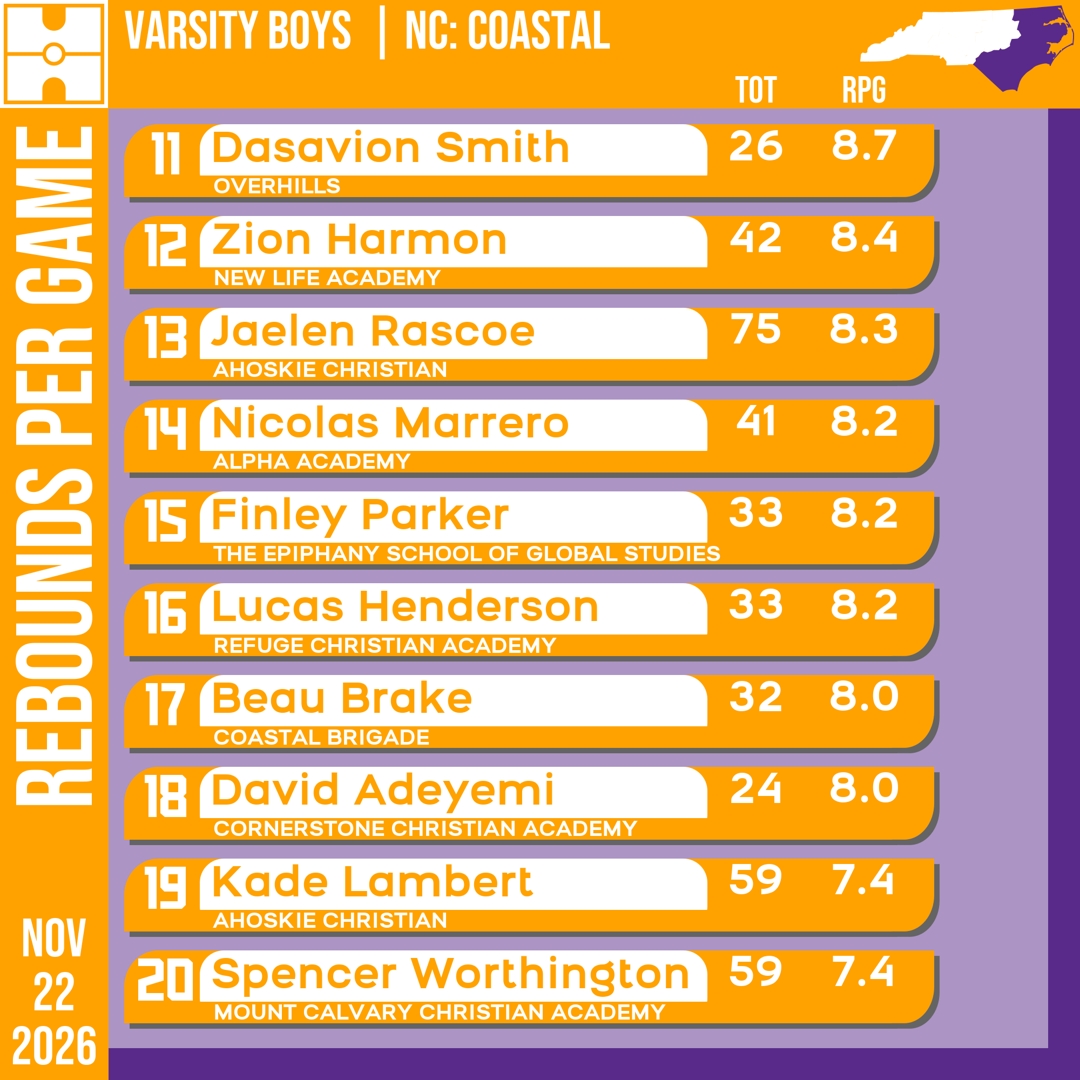 VARSITY BOYS | NC: COASTAL
TOT RPG
REBOUNDS PER GAME
11 Dasavion Smith 26 8.7
OVERHILLS
12 Zion Harmon 42 8.4
NEW LIFE ACADEMY
13 Jaelen Rascoe 75 8.3
AHOSKIE CHRISTIAN
14 Nicolas Marrero 41 8.2
ALPHA ACADEMY
15 Finley Parker 33 8.2
THE EPIPHANY SCHOOL OF GLOBAL STUDIES
16 Lucas Henderson 33 8.2
REFUGE CHRISTIAN ACADEMY
17 Beau Brake 32 8.0
COASTAL BRIGADE
18 David Adeyemi 24 8.0
CORNERSTONE CHRISTIAN ACADEMY
19 Kade Lambert 59 7.4
AHOSKIE CHRISTIAN
20 Spencer Worthington 59 7.4
MOUNT CALVARY CHRISTIAN ACADEMY
NOV
22
2026